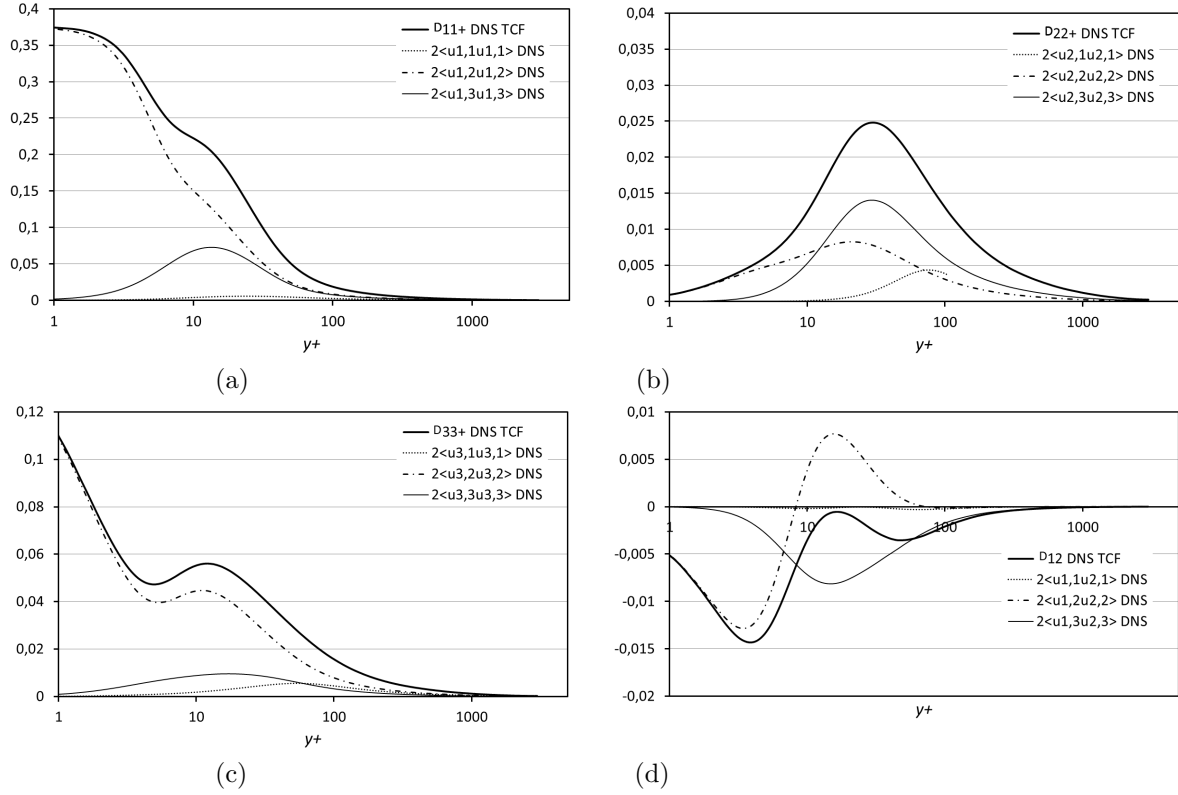 0,4
0,35
0,3
0,25
0,2
0,15
0,1
0,05
0
D11+ DNS TCF
2<u1,1u1,1> DNS
2<u1,2u1,2> DNS
2<u1,3u1,3> DNS
1 10 100 1000
y+
(a)
0,04
0,035
0,03
0,025
0,02
0,015
0,01
0,005
0
D22+ DNS TCF
2<u2,1u2,1> DNS
2<u2,2u2,2> DNS
2<u2,3u2,3> DNS
1 10 100 1000
y+
(b)
0,12
0,1
0,08
0,06
0,04
0,02
0
D33+ DNS TCF
2<u3,1u3,1> DNS
2<u3,2u3,2> DNS
2<u3,3u3,3> DNS
1 10 100 1000
y+
(c)
0,01
0,005
0
-0,005
-0,01
-0,015
-0,02
1 10 100 1000
D12 DNS TCF
2<u1,1u2,1> DNS
2<u1,2u2,2> DNS
2<u1,3u2,3> DNS
y+
(d)